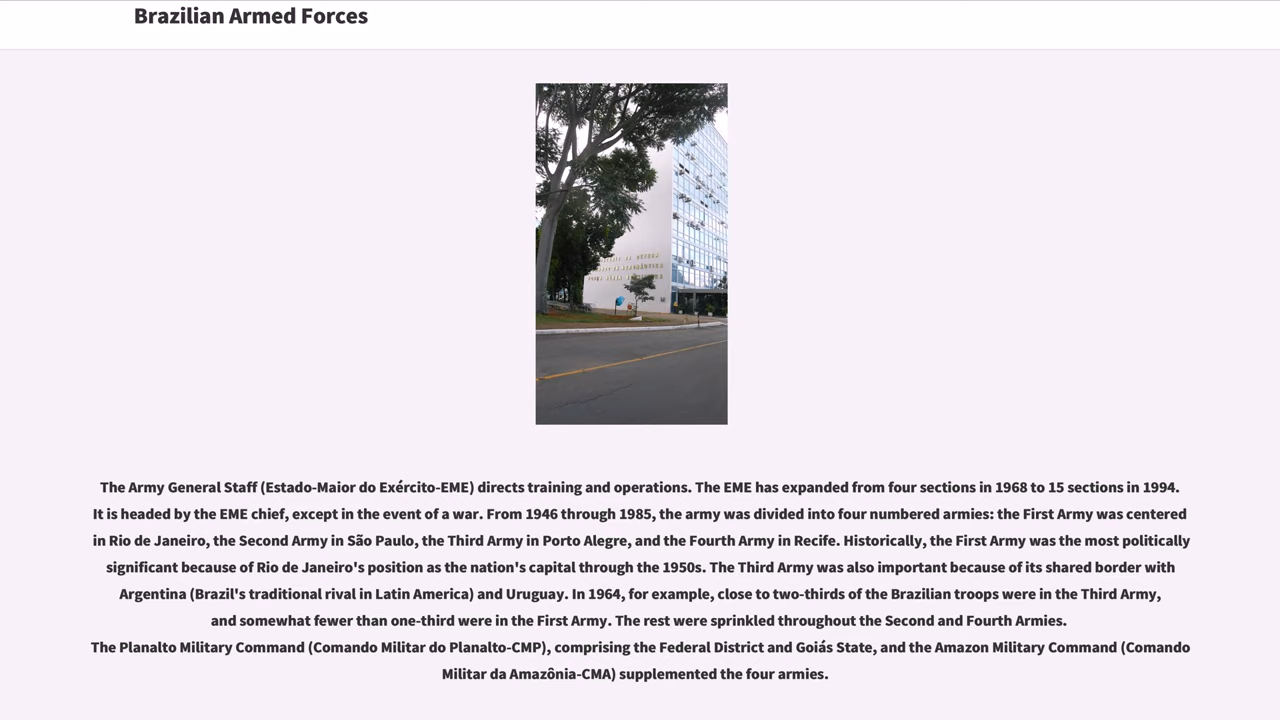 Brazilian Armed Forces
The Army General Staff (Estado-Maior do Exército-EME) directs training and operations. The EME has expanded from four sections in 1968 to 15 sections in 1994.
It is headed by the EME chief, except in the event of a war. From 1946 through 1985, the army was divided into four numbered armies: the First Army was centered
in Rio de Janeiro, the Second Army in São Paulo, the Third Army in Porto Alegre, and the Fourth Army in Recife. Historically, the First Army was the most politically
significant because of Rio de Janeiro's position as the nation's capital through the 1950s. The Third Army was also important because of its shared border with
Argentina (Brazil's traditional rival in Latin America) and Uruguay. In 1964, for example, close to two-thirds of the Brazilian troops were in the Third Army,
and somewhat fewer than one-third were in the First Army. The rest were sprinkled throughout the Second and Fourth Armies.
The Planalto Military Command (Comando Militar do Planalto-CMP), comprising the Federal District and Goiás State, and the Amazon Military Command (Comando
Militar da Amazônia-CMA) supplemented the four armies.